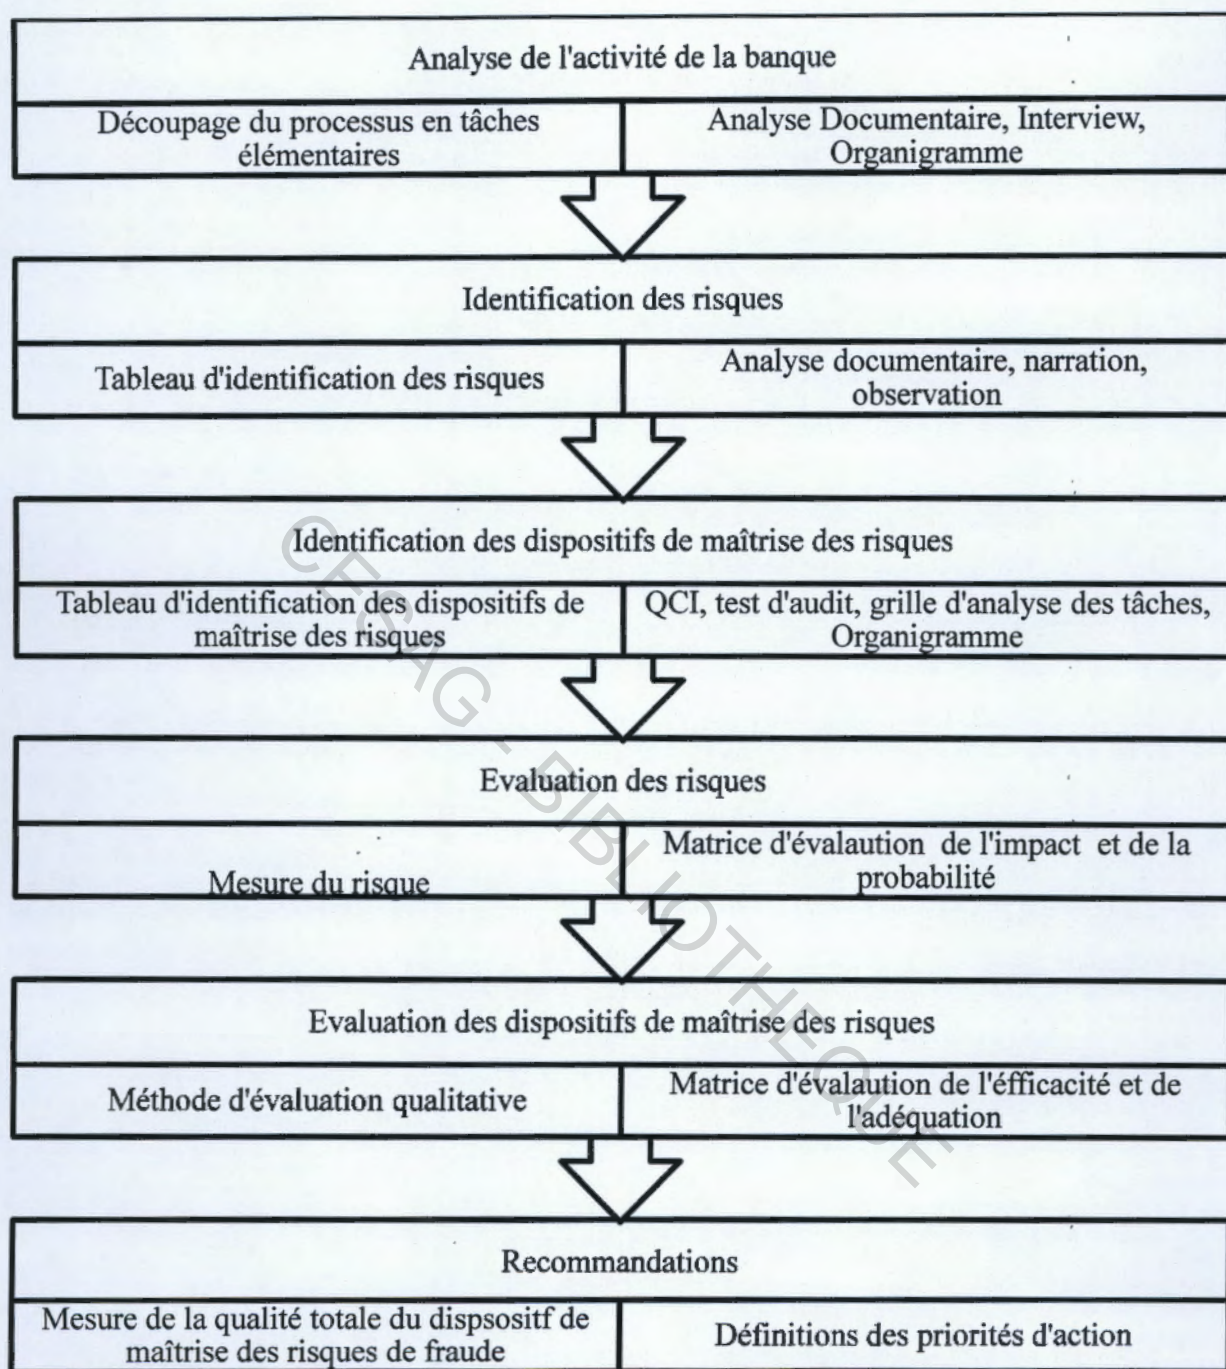 Analyse de l'activité de la banque
Découpage du processus en tâches
élémentaires
Analyse Documentaire, Interview,
Organigramme
Identification des risques
Tableau d'identification des risques
Analyse documentaire, narration,
observation
Identification des dispositifs de maîtrise des risques
Tableau d'identification des dispositifs de
maîtrise des risques
QCI, test d'audit, grille d'analyse des tâches,
Organigramme
Evaluation des risques
Mesure du risque
Matrice d'évalaution de l'impact et de la
probabilité
Evaluation des dispositifs de maîtrise des risques
Méthode d'évaluation qualitative
Matrice d'évalaution de l'éfficacité et de
l'adéquation
Recommandations
Mesure de la qualité totale du dispsositf de
maîtrise des risques de fraude
Définitions des priorités d'action
CESAG - BIBLIOTHEQUE